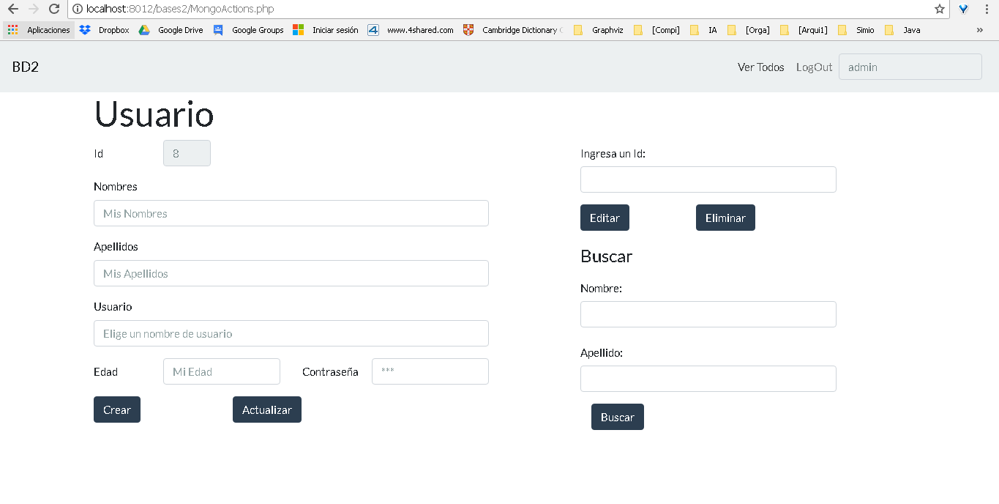 localhost:8012/bases2/MongoActions.php
Aplicaciones Dropbox Google Drive Google Groups Iniciar sesión www.4shared.com Cambridge Dictionary Graphviz [Compi] IA [Orga] [Arqui1] Simio Java »
BD2 Ver Todos LogOut admin
Usuario
Id 8
Nombres
Mis Nombres
Apellidos
Mis Apellidos
Usuario
Elige un nombre de usuario
Edad Mi Edad Contraseña ***
Crear Actualizar
Ingresa un Id:
Editar Eliminar
Buscar
Nombre:
Apellido:
Buscar